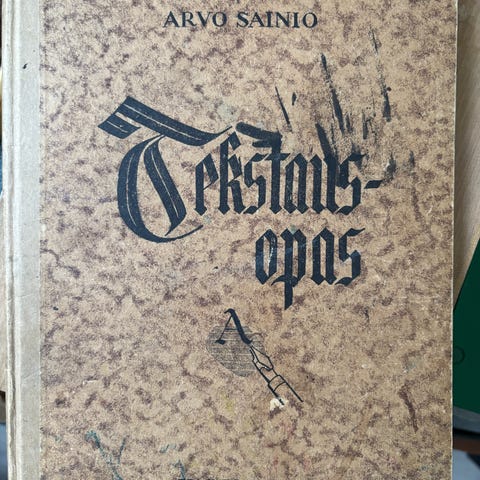 ARVO SAINIO
Tekstaus-
opas
A